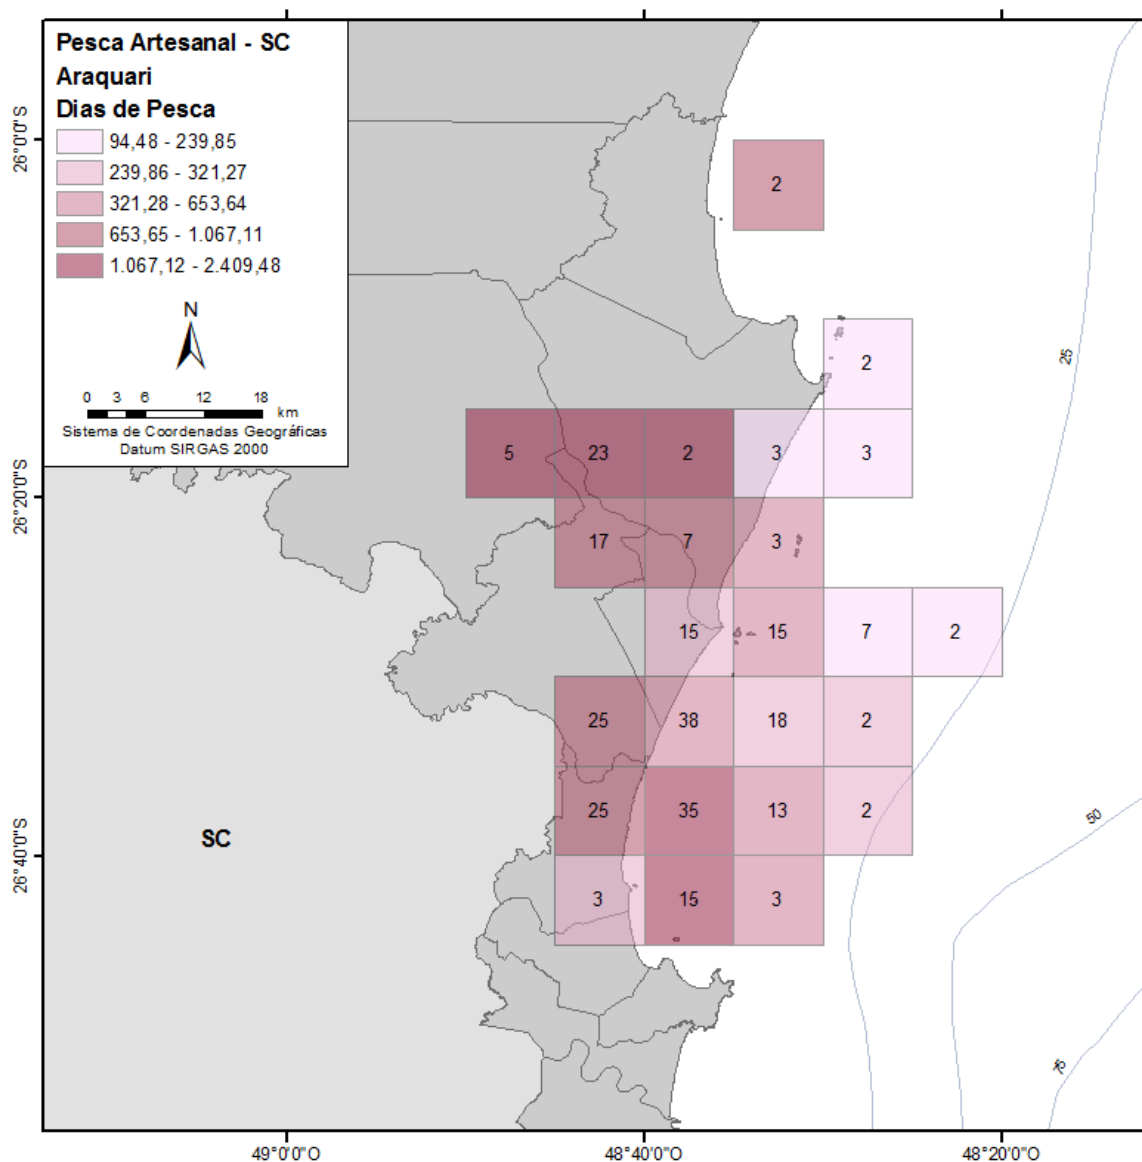 Pesca Artesanal - SC
Araquari
Dias de Pesca
94,48 - 239,85
239,86 - 321,27
321,28 - 653,64
653,65 - 1.067,11
1.067,12 - 2.409,48
N
0 3 6 12 18
km
Sistema de Coordenadas Geográficas
Datum SIRGAS 2000
26°0'0"S
2
25
2
5 23 2 3 3
26°20'0"S
17 7 3
15 15 7 2
25 38 18 2
25 35 13 2
50
SC
26°40'0"S
3 15 3
75
49°0'0"O 48°40'0"O 48°20'0"O